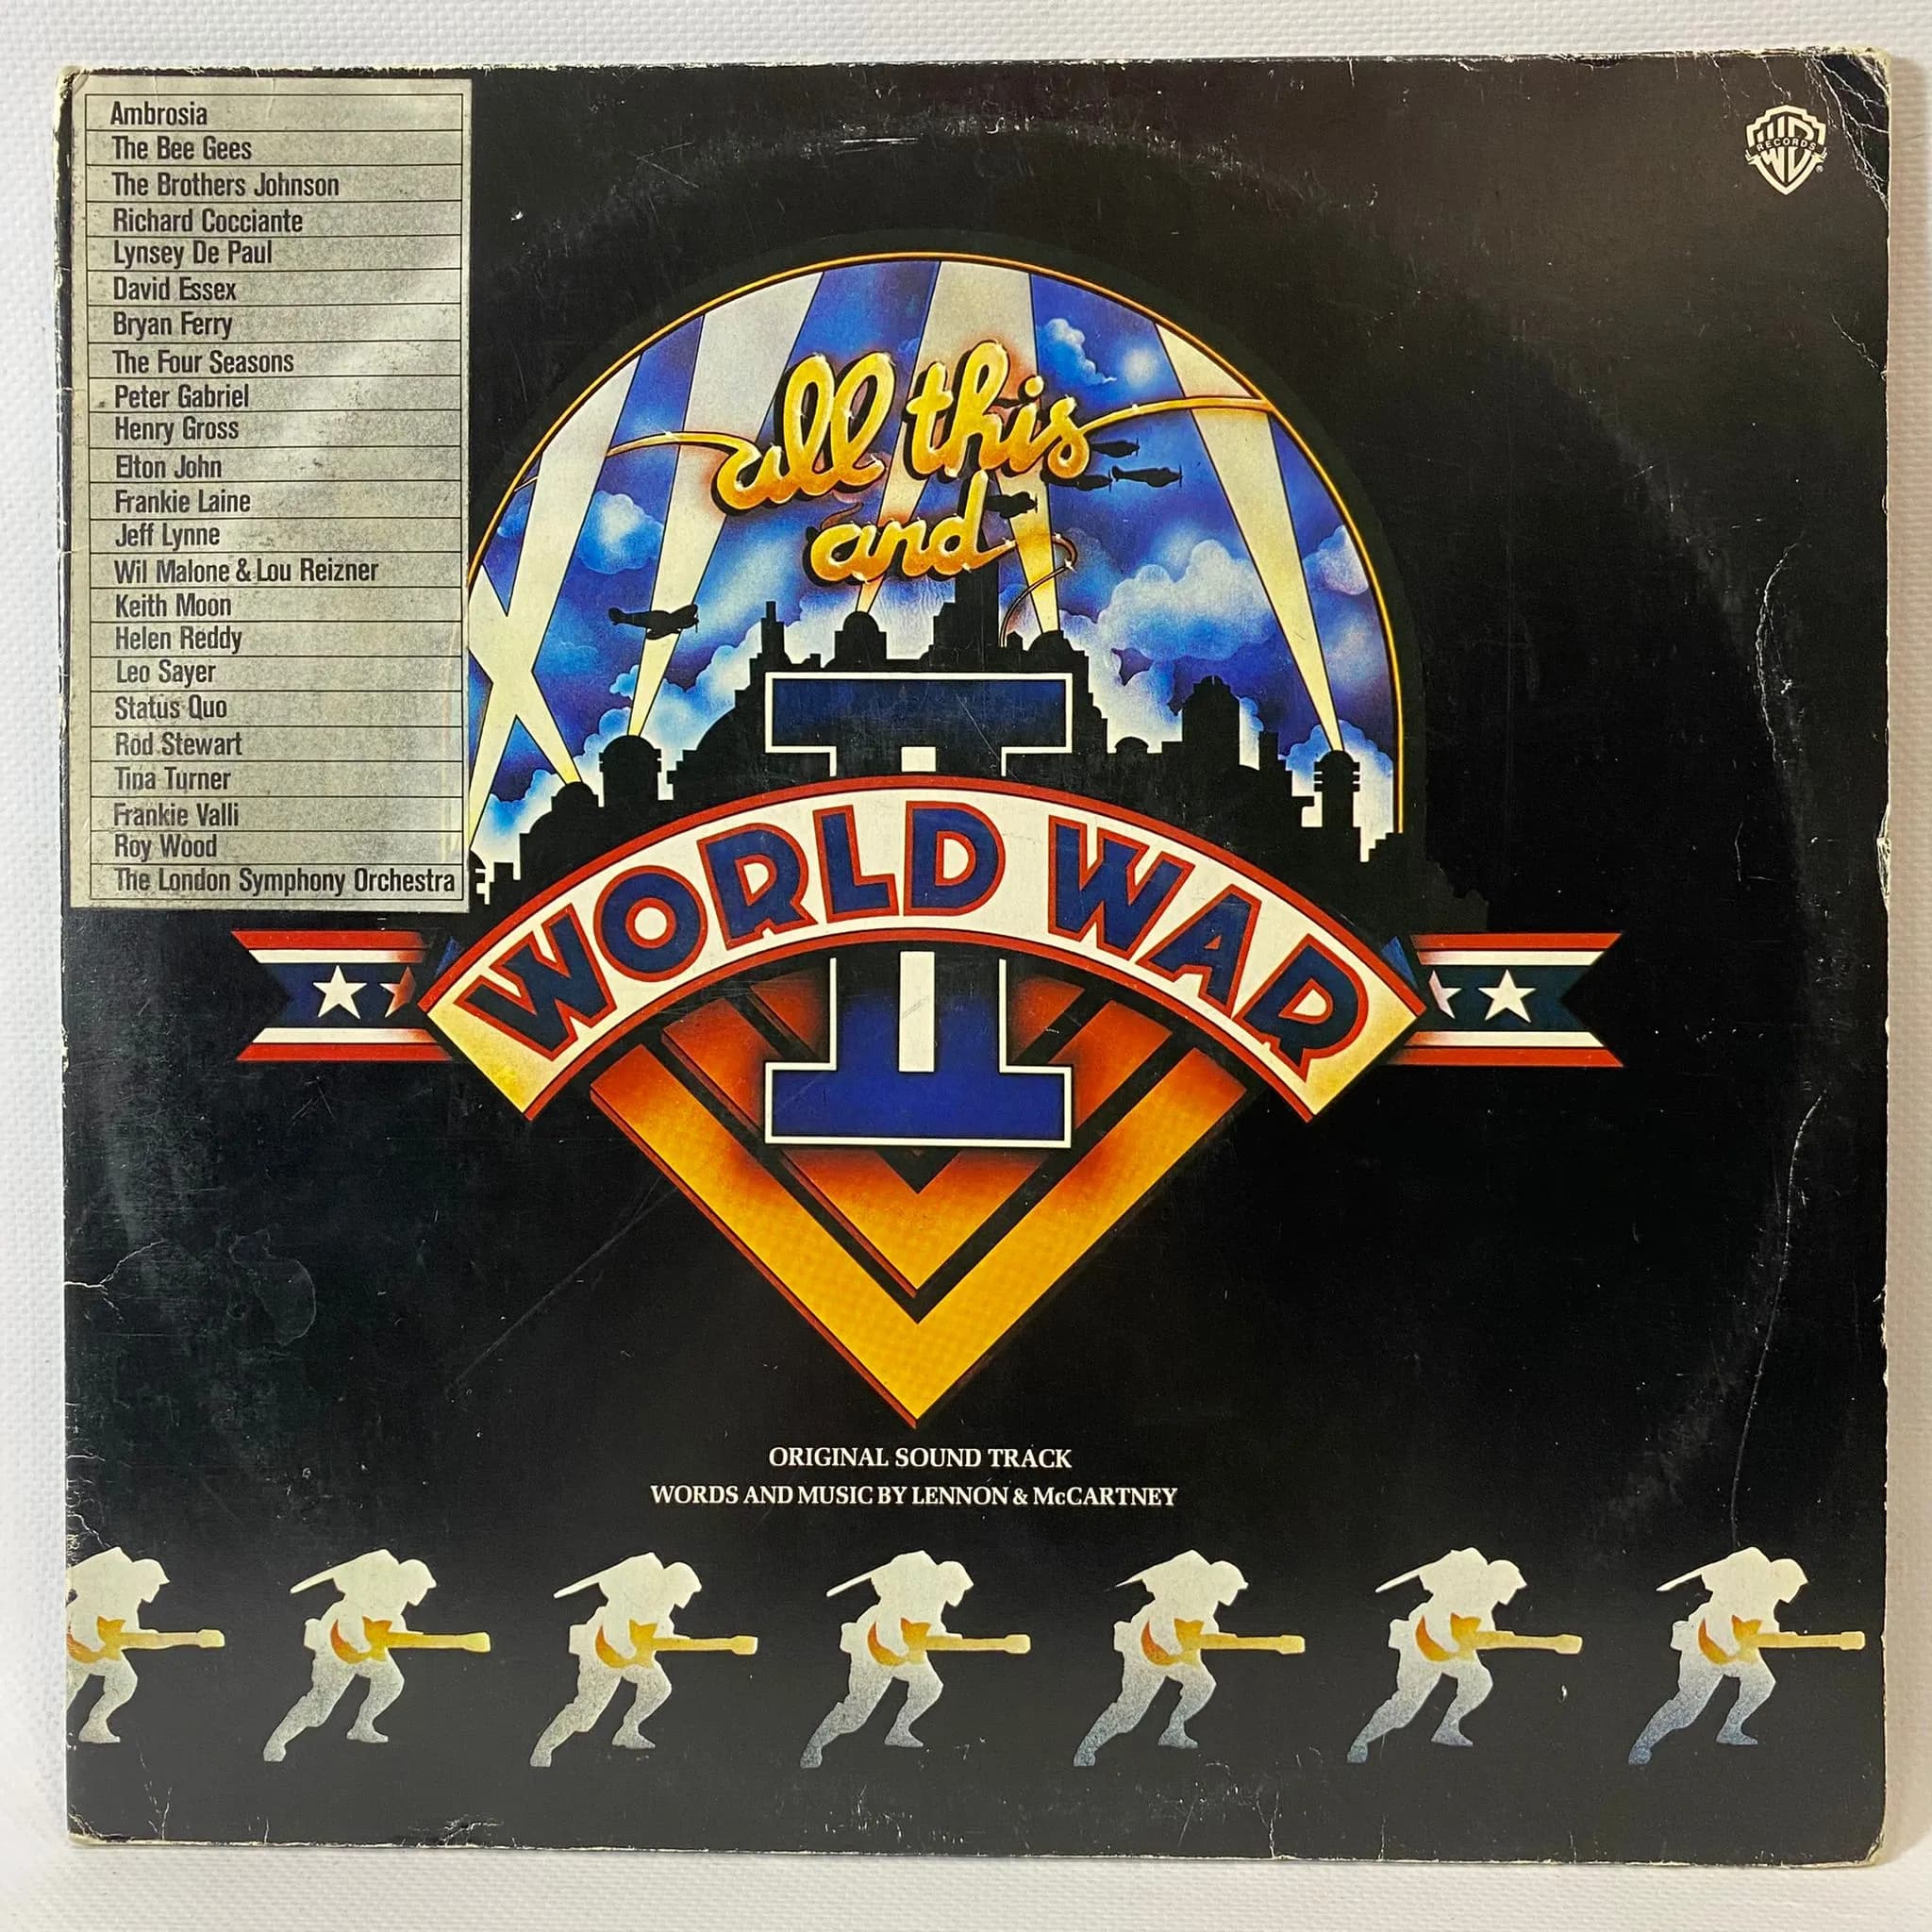 Ambrosia
The Bee Gees
The Brothers Johnson
Richard Cocciante
Lynsey De Paul
David Essex
Bryan Ferry
The Four Seasons
Peter Gabriel
Henry Gross
Elton John
Frankie Laine
Jeff Lynne
Wil Malone & Lou Reizner
Keith Moon
Helen Reddy
Leo Sayer
Status Quo
Rod Stewart
Tina Turner
Frankie Valli
Roy Wood
The London Symphony Orchestra
W
RECORDS
®
all this
and
WORLD WAR
II
ORIGINAL SOUND TRACK
WORDS AND MUSIC BY LENNON & McCARTNEY